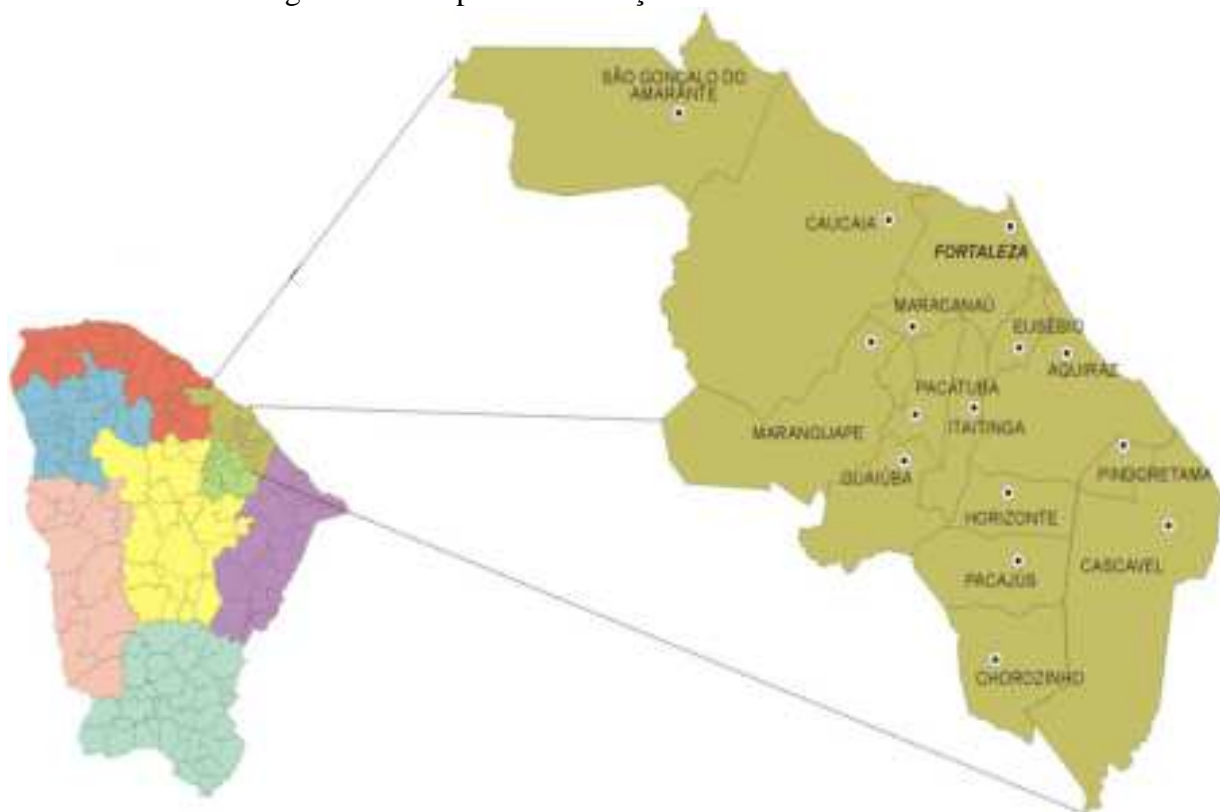 SÃO GONÇALO DO
AMARANTE
CAUCAIA
FORTALEZA
MARACANAÚ
EUSÉBIO
AQUIRAZ
PACATUBA
ITAITINGA
MARANGUAPE
GUAIÚBA
PINDORETAMA
HORIZONTE
CASCAVEL
PACAJUS
CHOROZINHO